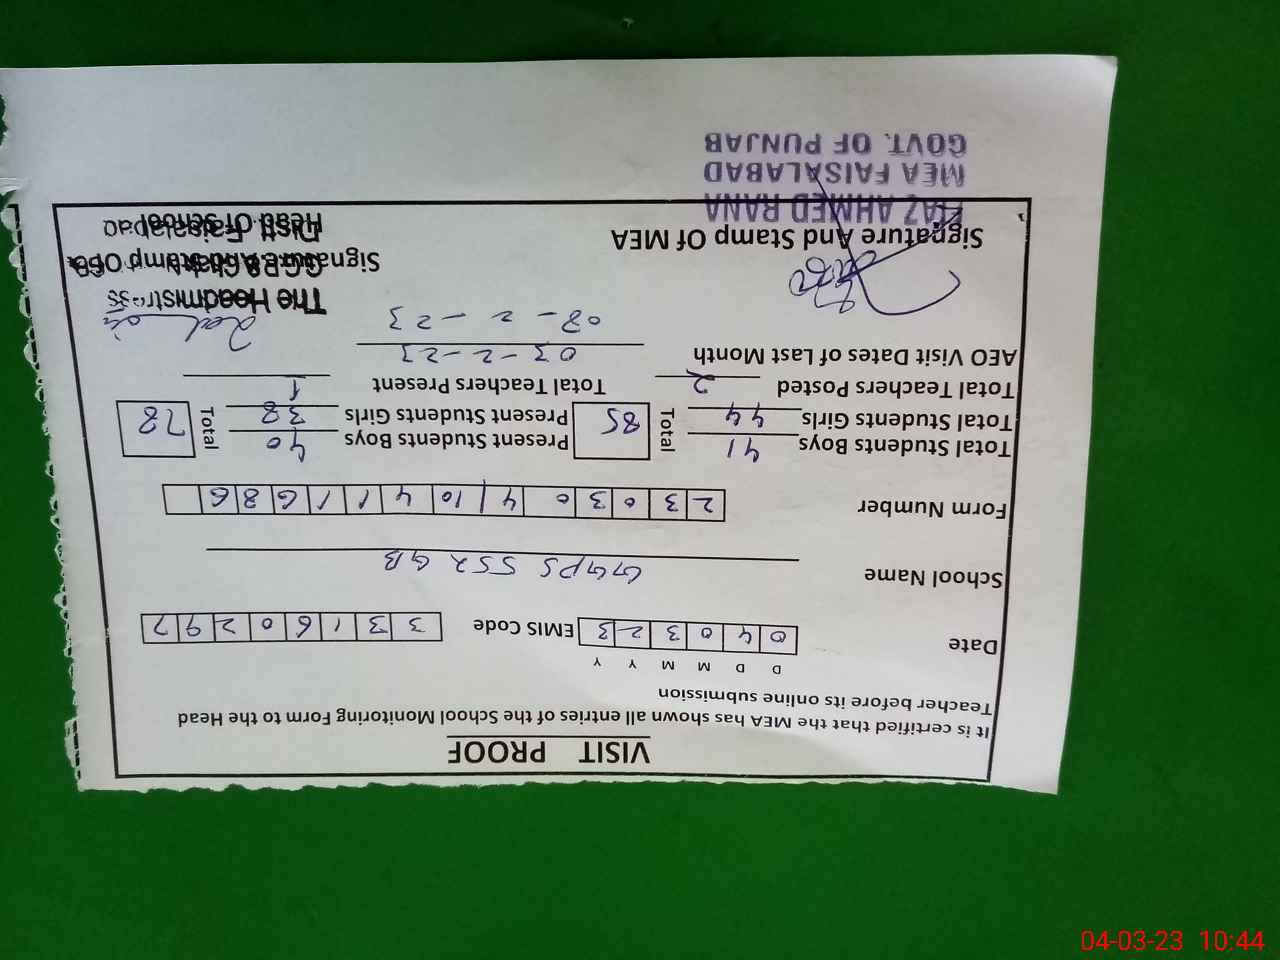 VISIT PROOF
It is certified that the MEA has shown all entries of the School Monitoring Form to the Head
Teacher before its online submission
D D M M Y Y
Date 0 4 0 3 2 3 EMIS Code 3 3 1 6 0 2 9 7
School Name GGPS 552 GB
Form Number 2 3 0 3 0 4 10 4 1 1 6 8 6
Total Students Boys 41 Total 85 Present Students Boys 40 Total 78
Total Students Girls 44 Present Students Girls 38
Total Teachers Posted 2 Total Teachers Present 1
AEO Visit Dates of Last Month 03-2-23
08-2-23
The Headmistress
Signature And Stamp Of MEA Signature And Stamp Of
Head Of School
Distt. Faisalabad
AHMED RANA
MEA FAISALABAD
GOVT. OF PUNJAB
04-03-23 10:44